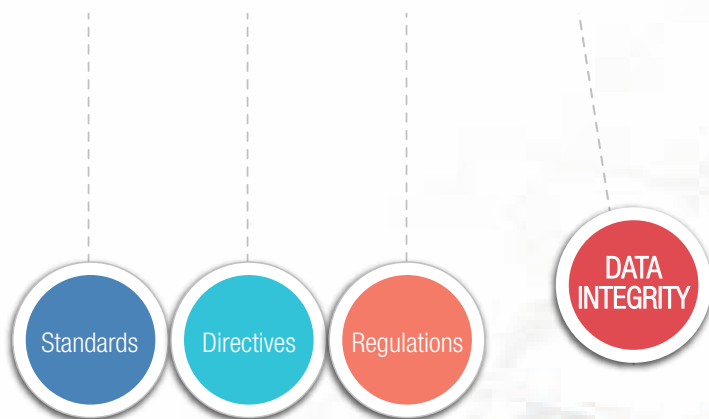 Standards
Directives
Regulations
DATA
INTEGRITY